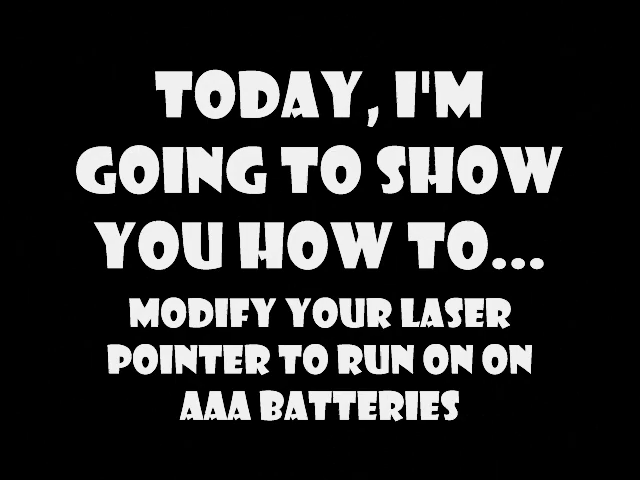 TODAY, I'M
GOING TO SHOW
YOU HOW TO...
MODIFY YOUR LASER
POINTER TO RUN ON ON
AAA BATTERIES